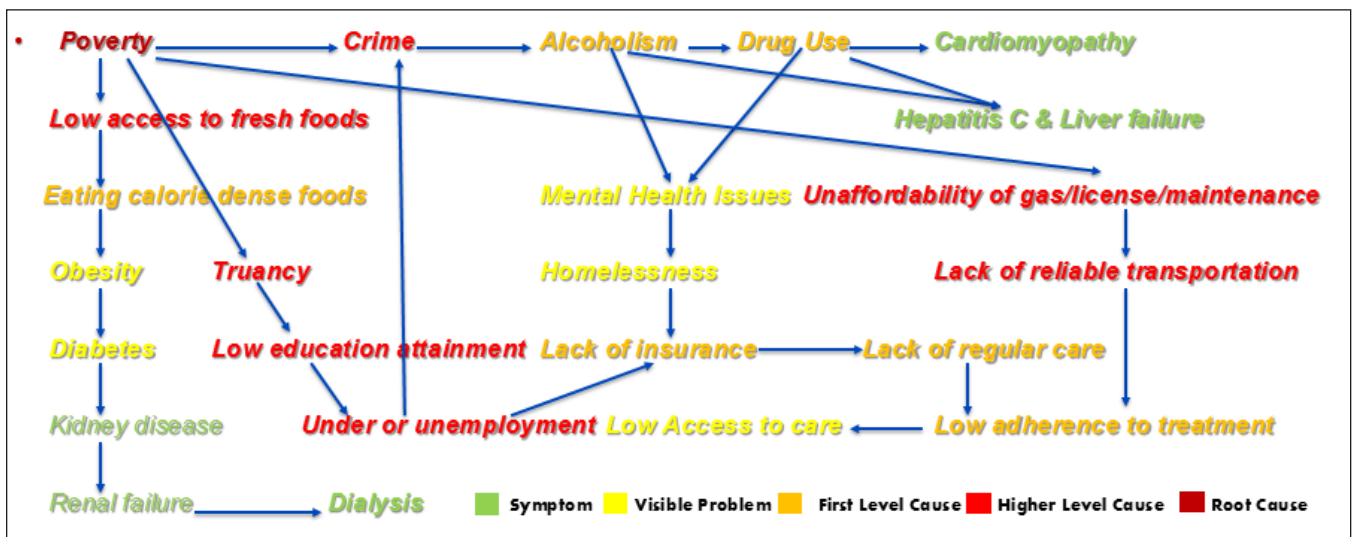 • Poverty Crime Alcoholism Drug Use Cardiomyopathy
Low access to fresh foods Hepatitis C & Liver failure
Eating calorie dense foods Mental Health Issues Unaffordability of gas/license/maintenance
Obesity Truancy Homelessness Lack of reliable transportation
Diabetes Low education attainment Lack of insurance Lack of regular care
Kidney disease Under or unemployment Low Access to care Low adherence to treatment
Renal failure Dialysis Symptom Visible Problem First Level Cause Higher Level Cause Root Cause